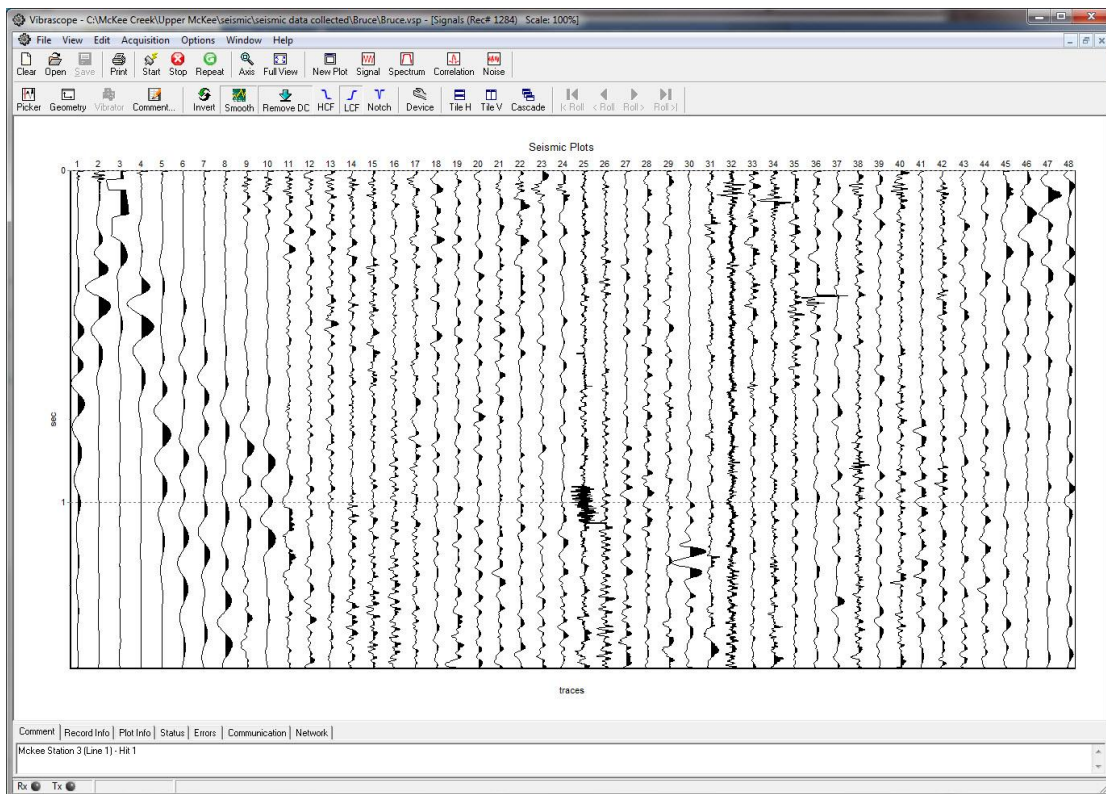 Vibrascope - C:\McKee Creek\Upper McKee\seismic\seismic data collected\Bruce\Bruce.vsp - [Signals (Rec# 1284) Scale: 100%]
File View Edit Acquisition Options Window Help
Clear Open Save Print Start Stop Repeat Axis Full View New Plot Signal Spectrum Correlation Noise
Picker Geometry Vibrator Comment... Invert Smooth Remove DC HCF LCF Notch Device Tile H Tile V Cascade |< Roll < Roll Roll > Roll >|
Seismic Plots
1 2 3 4 5 6 7 8 9 10 11 12 13 14 15 16 17 18 19 20 21 22 23 24 25 26 27 28 29 30 31 32 33 34 35 36 37 38 39 40 41 42 43 44 45 46 47 48
0
sec
1
traces
Comment Record Info Plot Info Status Errors Communication Network
Mckee Station 3 (Line 1) - Hit 1
Rx Tx